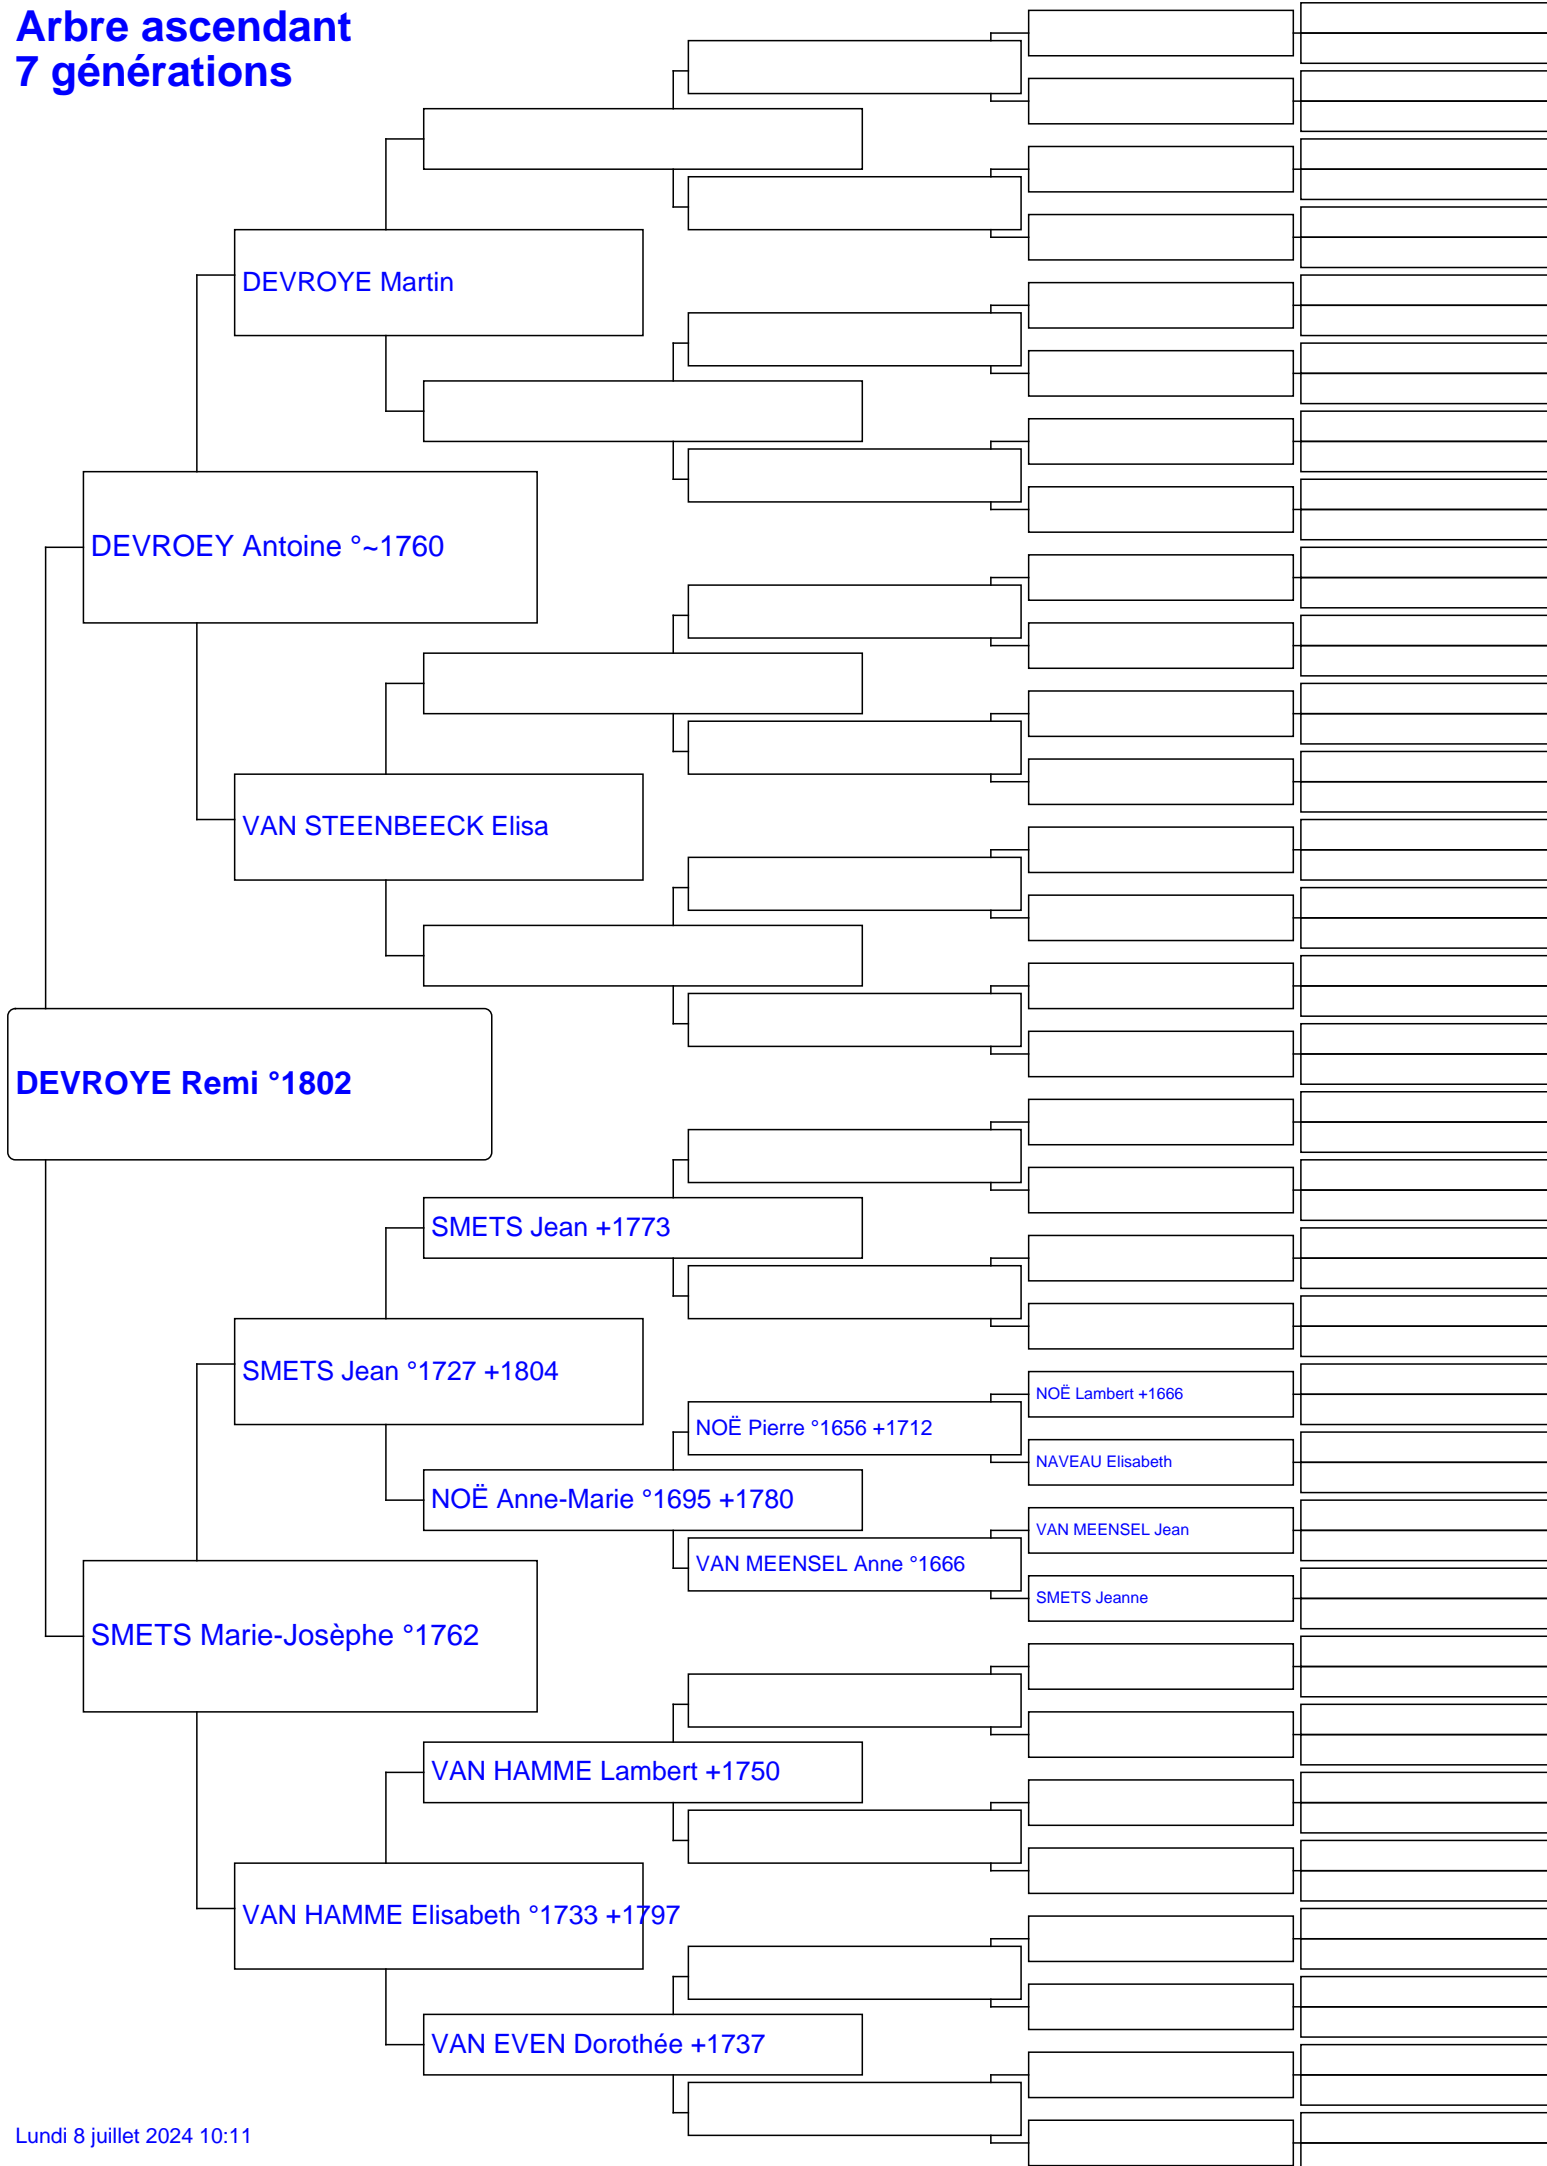 Arbre ascendant
7 générations
DEVROYE Martin
DEVROEY Antoine °~1760
VAN STEENBEECK Elisa
DEVROYE Remi °1802
SMETS Jean +1773
SMETS Jean °1727 +1804
NOË Lambert +1666
NOË Pierre °1656 +1712
NAVEAU Elisabeth
NOË Anne-Marie °1695 +1780
VAN MEENSEL Jean
VAN MEENSEL Anne °1666
SMETS Jeanne
SMETS Marie-Josèphe °1762
VAN HAMME Lambert +1750
VAN HAMME Elisabeth °1733 +1797
VAN EVEN Dorothée +1737
Lundi 8 juillet 2024 10:11